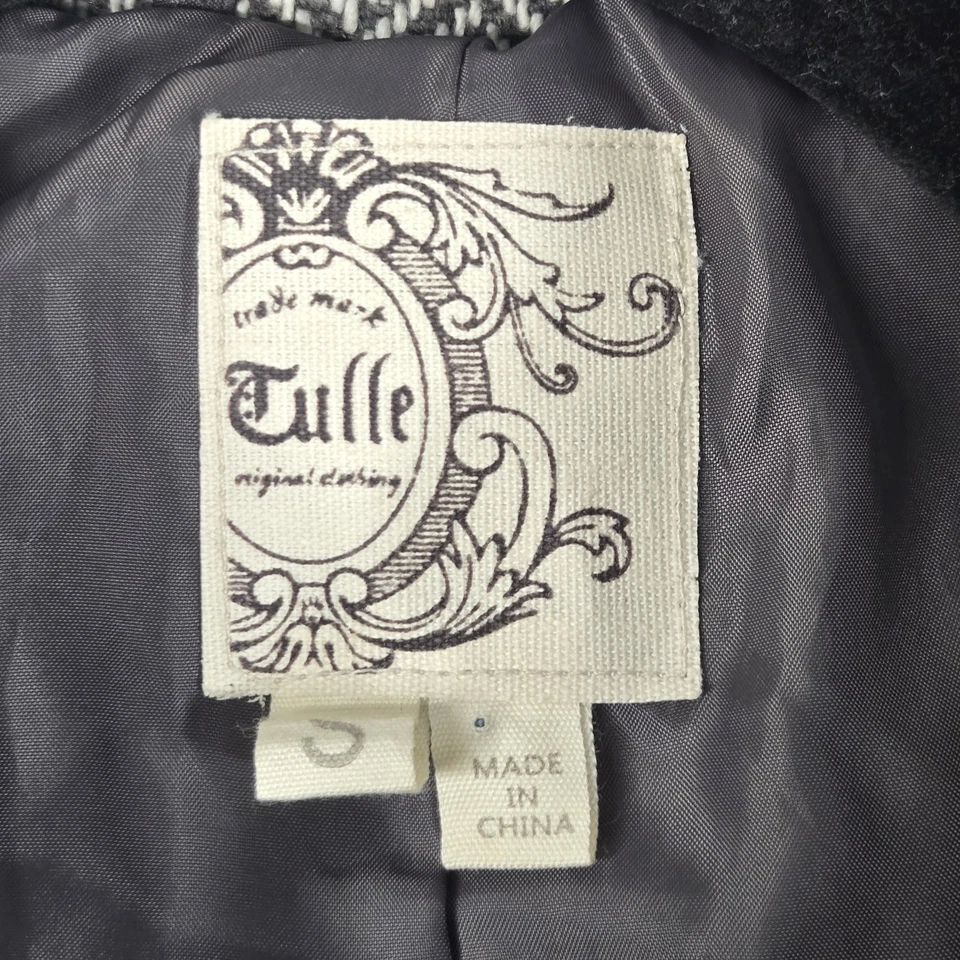 trade mark
Tulle
original clothing
MADE
IN
CHINA